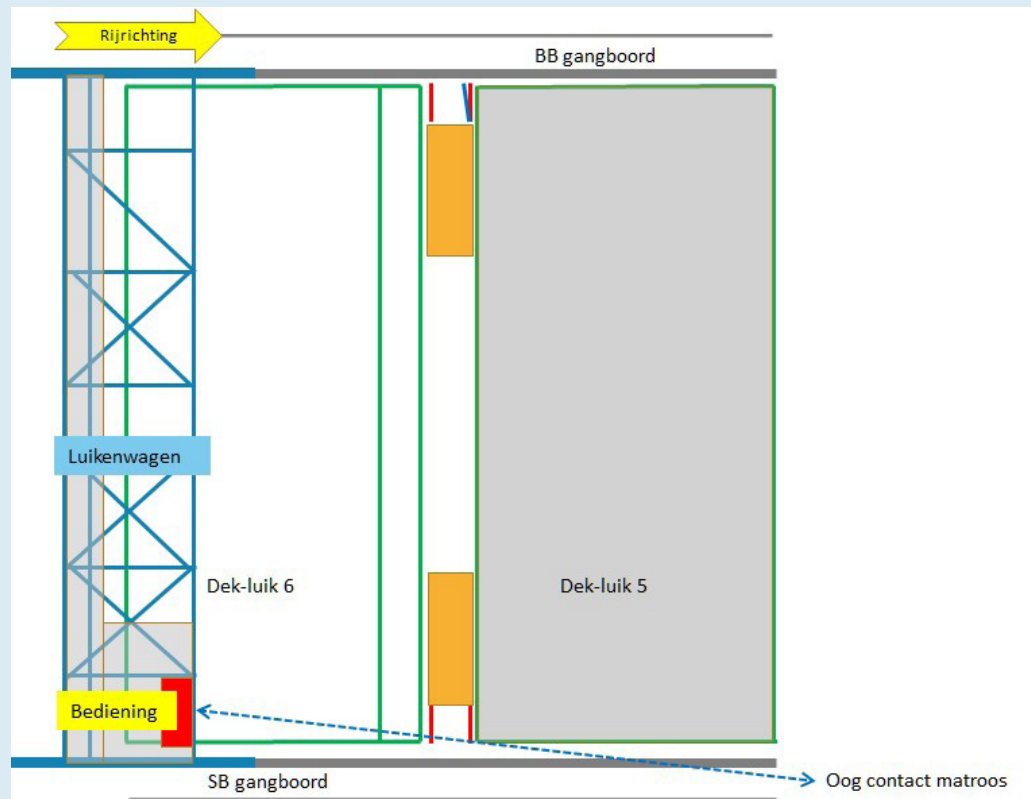 Rijrichting
BB gangboord
Luikenwagen
Dek-luik 6
Dek-luik 5
Bediening
SB gangboord
Oog contact matroos